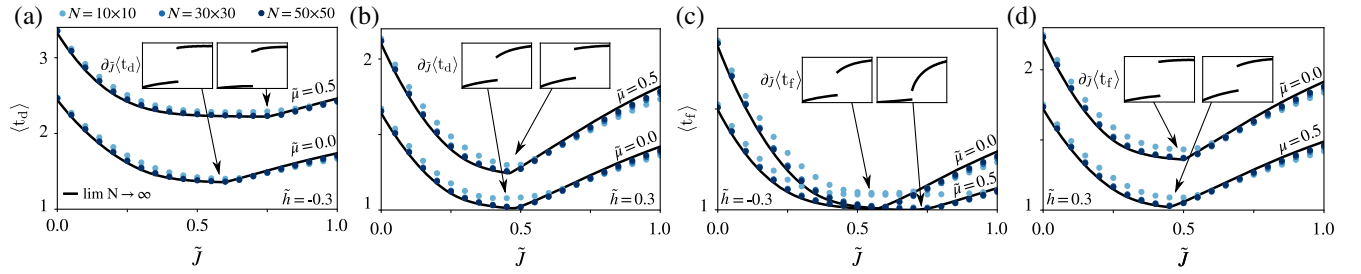 (a) N = 10×10 N = 30×30 N = 50×50
3
2
1
⟨t_d⟩
∂_J̃⟨t_d⟩
μ̃ = 0.5
μ̃ = 0.0
lim N → ∞
h̃ = -0.3
0.0 0.5 1.0
J̃
(b)
2
1
∂_J̃⟨t_d⟩
μ̃ = 0.5
μ̃ = 0.0
h̃ = 0.3
0.0 0.5 1.0
J̃
(c)
1
⟨t_f⟩
∂_J̃⟨t_f⟩
μ̃ = 0.0
μ̃ = 0.5
h̃ = -0.3
0.0 0.5 1.0
J̃
(d)
2
1
∂_J̃⟨t_f⟩
μ̃ = 0.0
μ̃ = 0.5
h̃ = 0.3
0.0 0.5 1.0
J̃